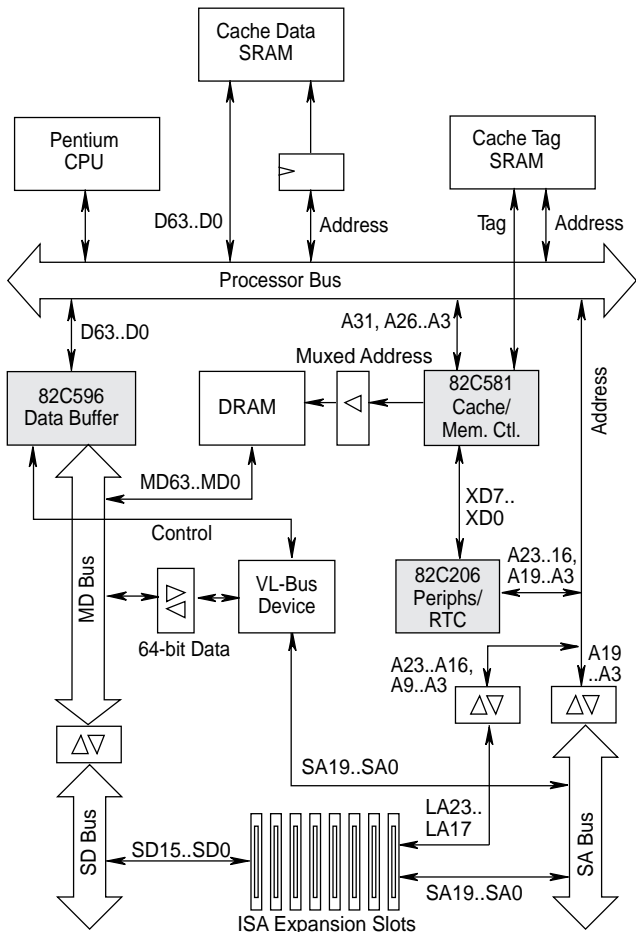 Cache Data
SRAM
Pentium
CPU
Cache Tag
SRAM
D63..D0
Address
Tag
Address
Processor Bus
D63..D0
A31, A26..A3
Muxed Address
82C596
Data Buffer
DRAM
82C581
Cache/
Mem. Ctl.
Address
MD63..MD0
XD7..
XD0
Control
MD Bus
VL-Bus
Device
82C206
Periphs/
RTC
A23..16,
A19..A3
64-bit Data
A23..A16,
A9..A3
A19
..A3
SA19..SA0
LA23..
LA17
SD Bus
SD15..SD0
SA Bus
SA19..SA0
ISA Expansion Slots